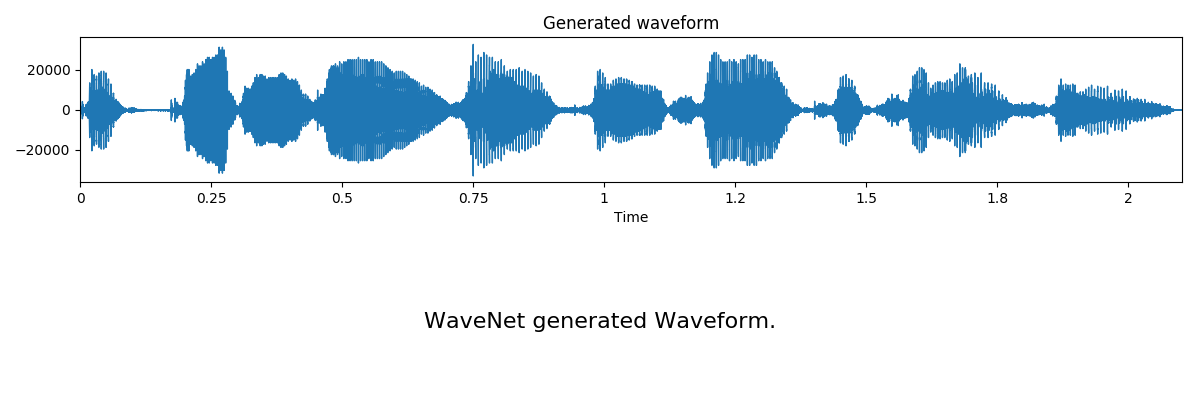 Generated waveform
20000
0
−20000
0 0.25 0.5 0.75 1 1.2 1.5 1.8 2
Time
WaveNet generated Waveform.